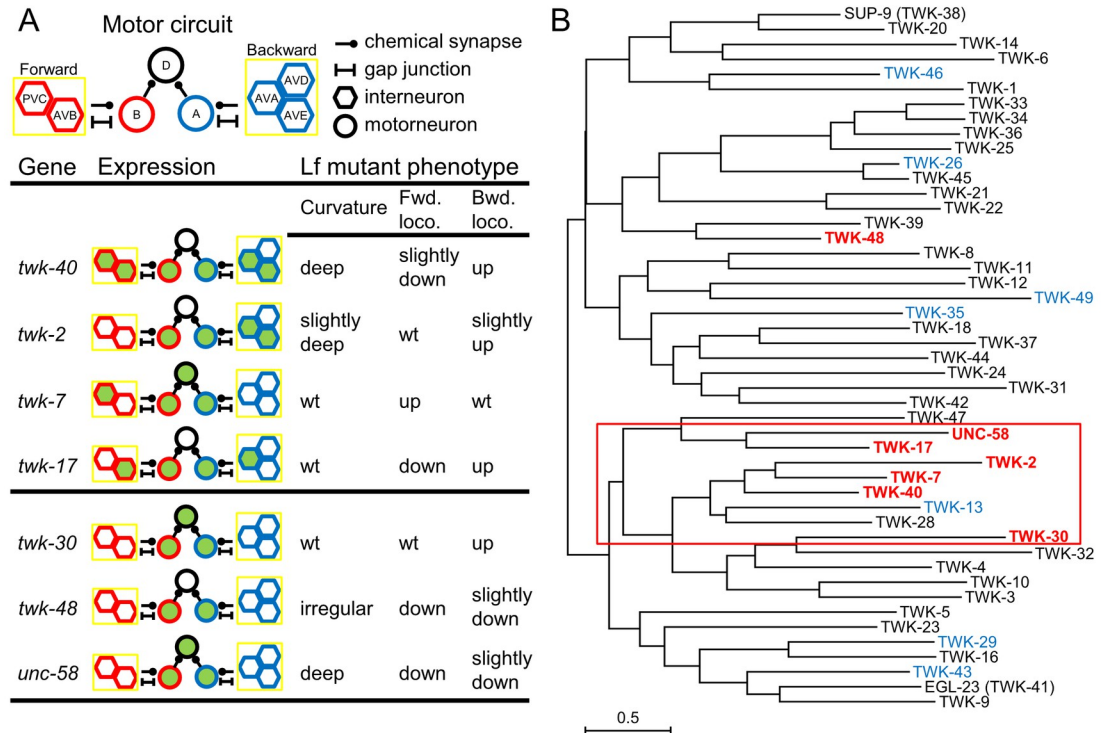 A
Motor circuit
Forward
Backward
PVC
AVB
D
B
A
AVD
AVA
AVE
chemical synapse
gap junction
interneuron
motorneuron
Gene Expression Lf mutant phenotype
Curvature Fwd. loco. Bwd. loco.
twk-40 deep slightly down up
twk-2 slightly deep wt slightly up
twk-7 wt up wt
twk-17 wt down up
twk-30 wt wt up
twk-48 irregular down slightly down
unc-58 deep down slightly down
B
SUP-9 (TWK-38)
TWK-20
TWK-14
TWK-6
TWK-46
TWK-1
TWK-33
TWK-34
TWK-36
TWK-25
TWK-26
TWK-45
TWK-21
TWK-22
TWK-39
TWK-48
TWK-8
TWK-11
TWK-12
TWK-49
TWK-35
TWK-18
TWK-37
TWK-44
TWK-24
TWK-31
TWK-42
TWK-47
UNC-58
TWK-17
TWK-2
TWK-7
TWK-40
TWK-13
TWK-28
TWK-30
TWK-32
TWK-4
TWK-10
TWK-3
TWK-5
TWK-23
TWK-29
TWK-16
TWK-43
EGL-23 (TWK-41)
TWK-9
0.5